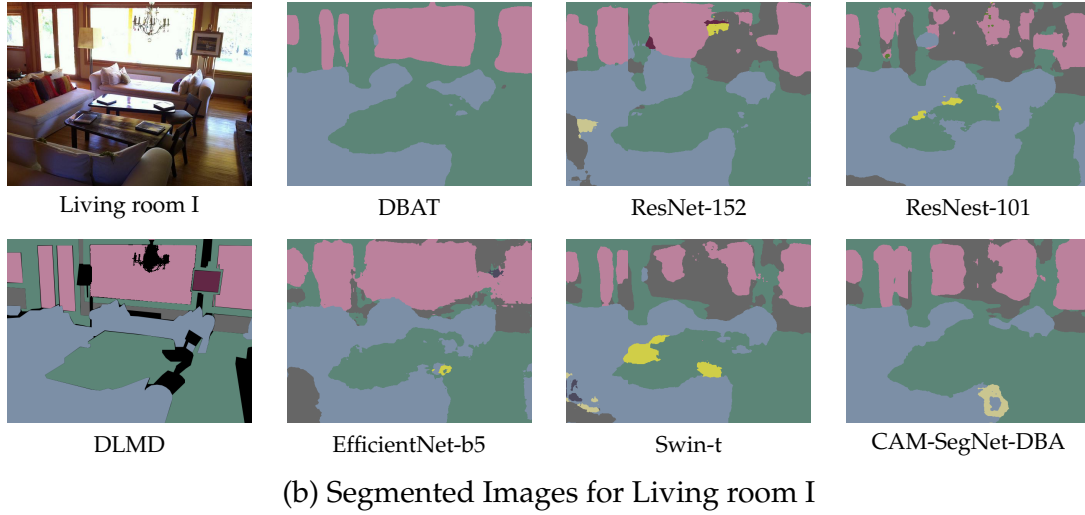 Living room I
DBAT
ResNet-152
ResNest-101
DLMD
EfficientNet-b5
Swin-t
CAM-SegNet-DBA
(b) Segmented Images for Living room I